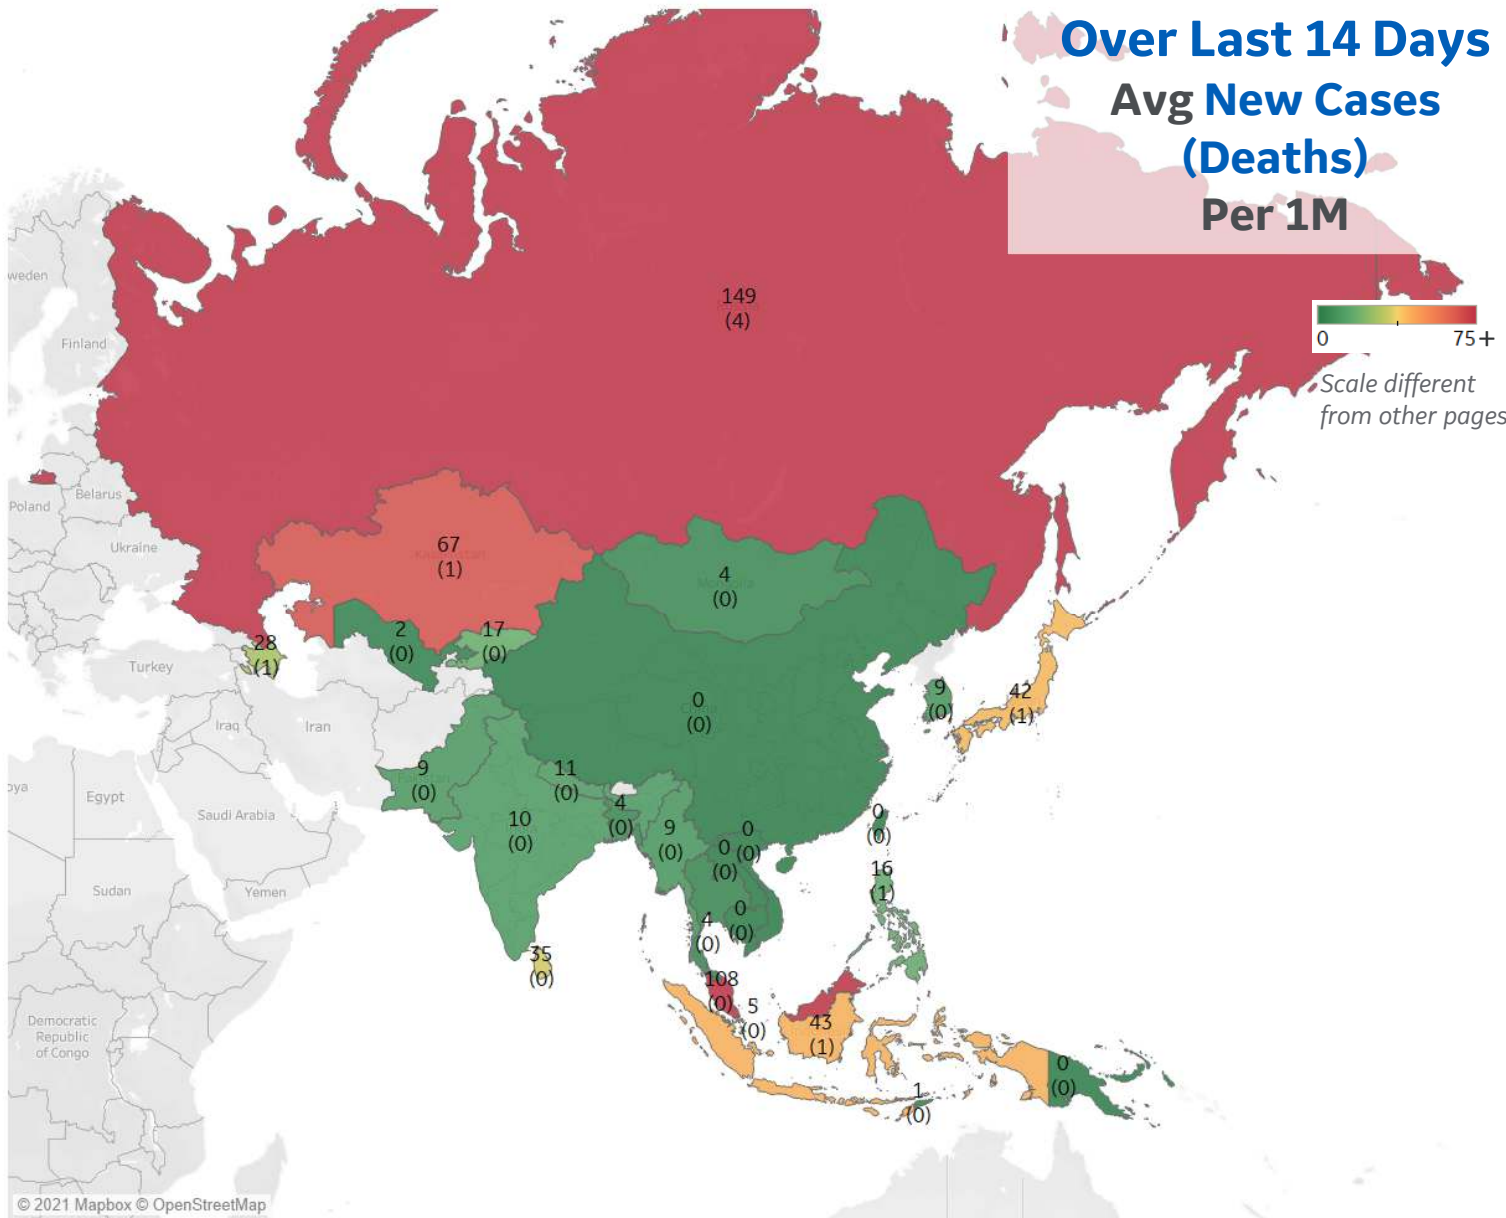 Over Last 14 Days
Avg New Cases
(Deaths)
Per 1M
0 75+
Scale different
from other pages
149
(4)
weden
Finland
Poland
Belarus
Ukraine
67
(1)
4
(0)
28
(1)
2
(0)
17
(0)
Turkey
Iraq
Iran
0
(0)
9
(0)
42
(1)
9
(0)
11
(0)
oya
Egypt
Saudi Arabia
10
(0)
4
(0)
9
(0)
0
(0)
0
(0)
0
(0)
16
(1)
Sudan
Yemen
4
(0)
0
(0)
35
(0)
108
(0)
5
(0)
43
(1)
Democratic
Republic
of Congo
0
(0)
1
(0)
© 2021 Mapbox © OpenStreetMap